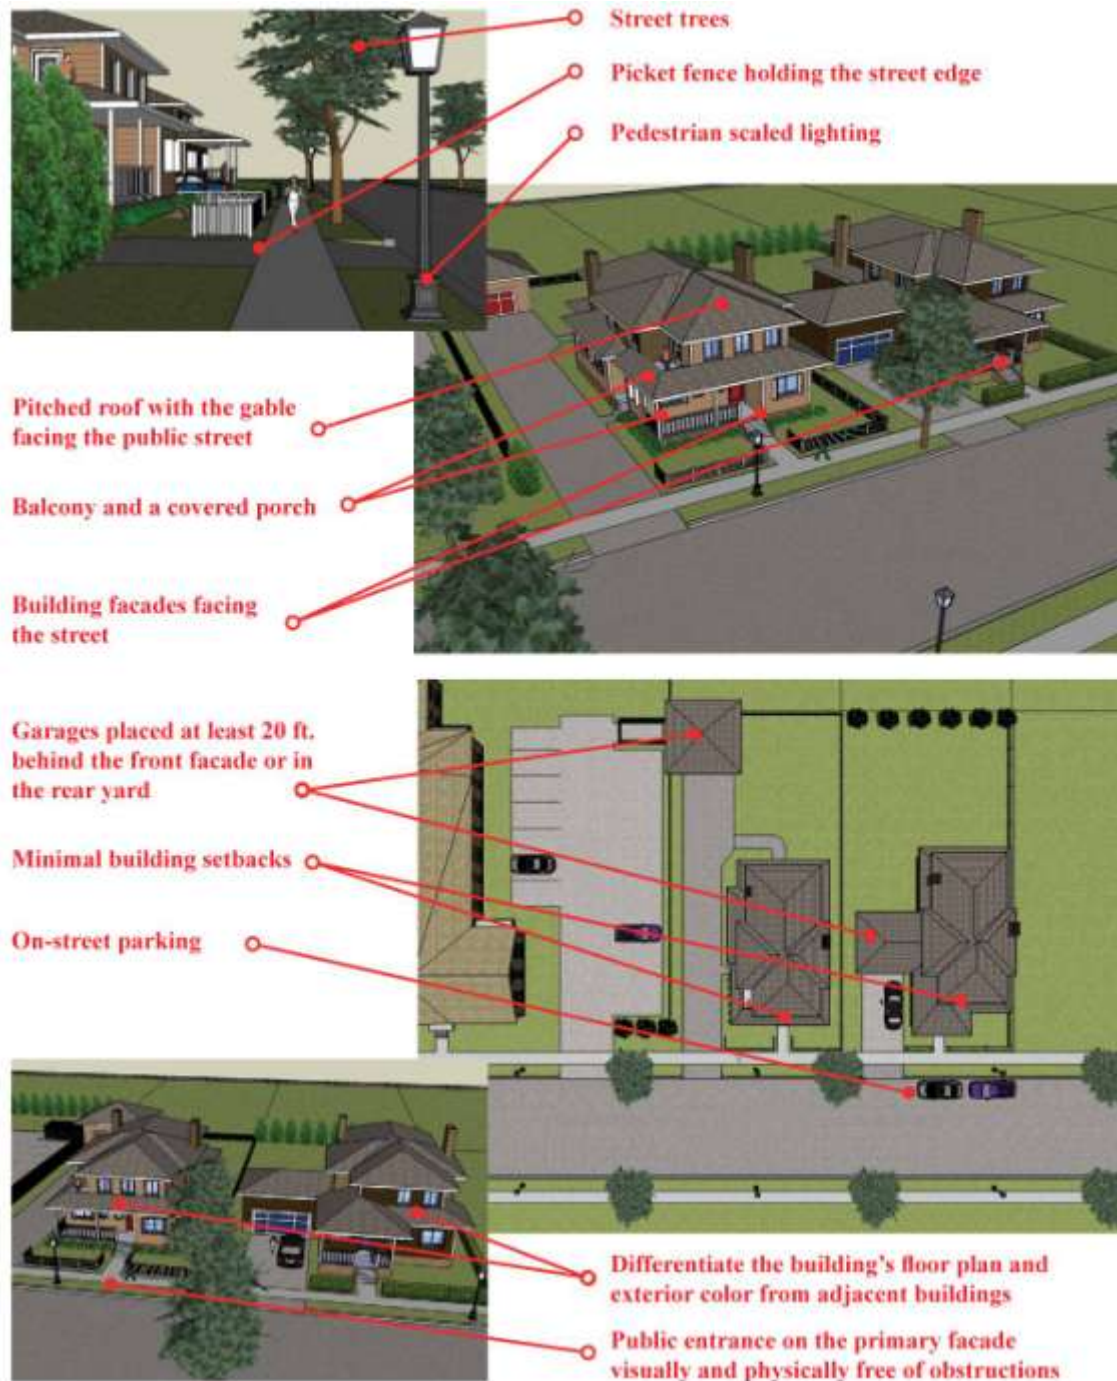 Street trees
Picket fence holding the street edge
Pedestrian scaled lighting
Pitched roof with the gable
facing the public street
Balcony and a covered porch
Building facades facing
the street
Garages placed at least 20 ft.
behind the front facade or in
the rear yard
Minimal building setbacks
On-street parking
Differentiate the building's floor plan and
exterior color from adjacent buildings
Public entrance on the primary facade
visually and physically free of obstructions